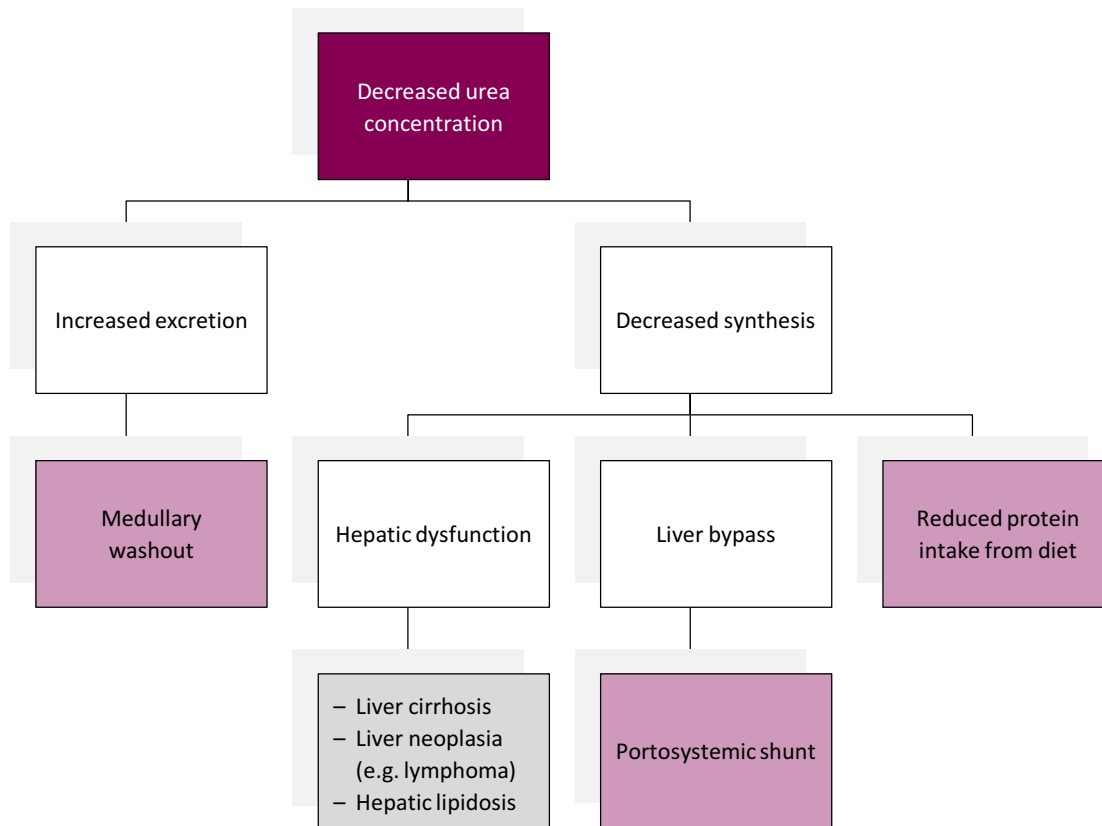 Decreased urea
concentration
Increased excretion
Decreased synthesis
Medullary
washout
Hepatic dysfunction
Liver bypass
Reduced protein
intake from diet
– Liver cirrhosis
– Liver neoplasia
(e.g. lymphoma)
– Hepatic lipidosis
Portosystemic shunt